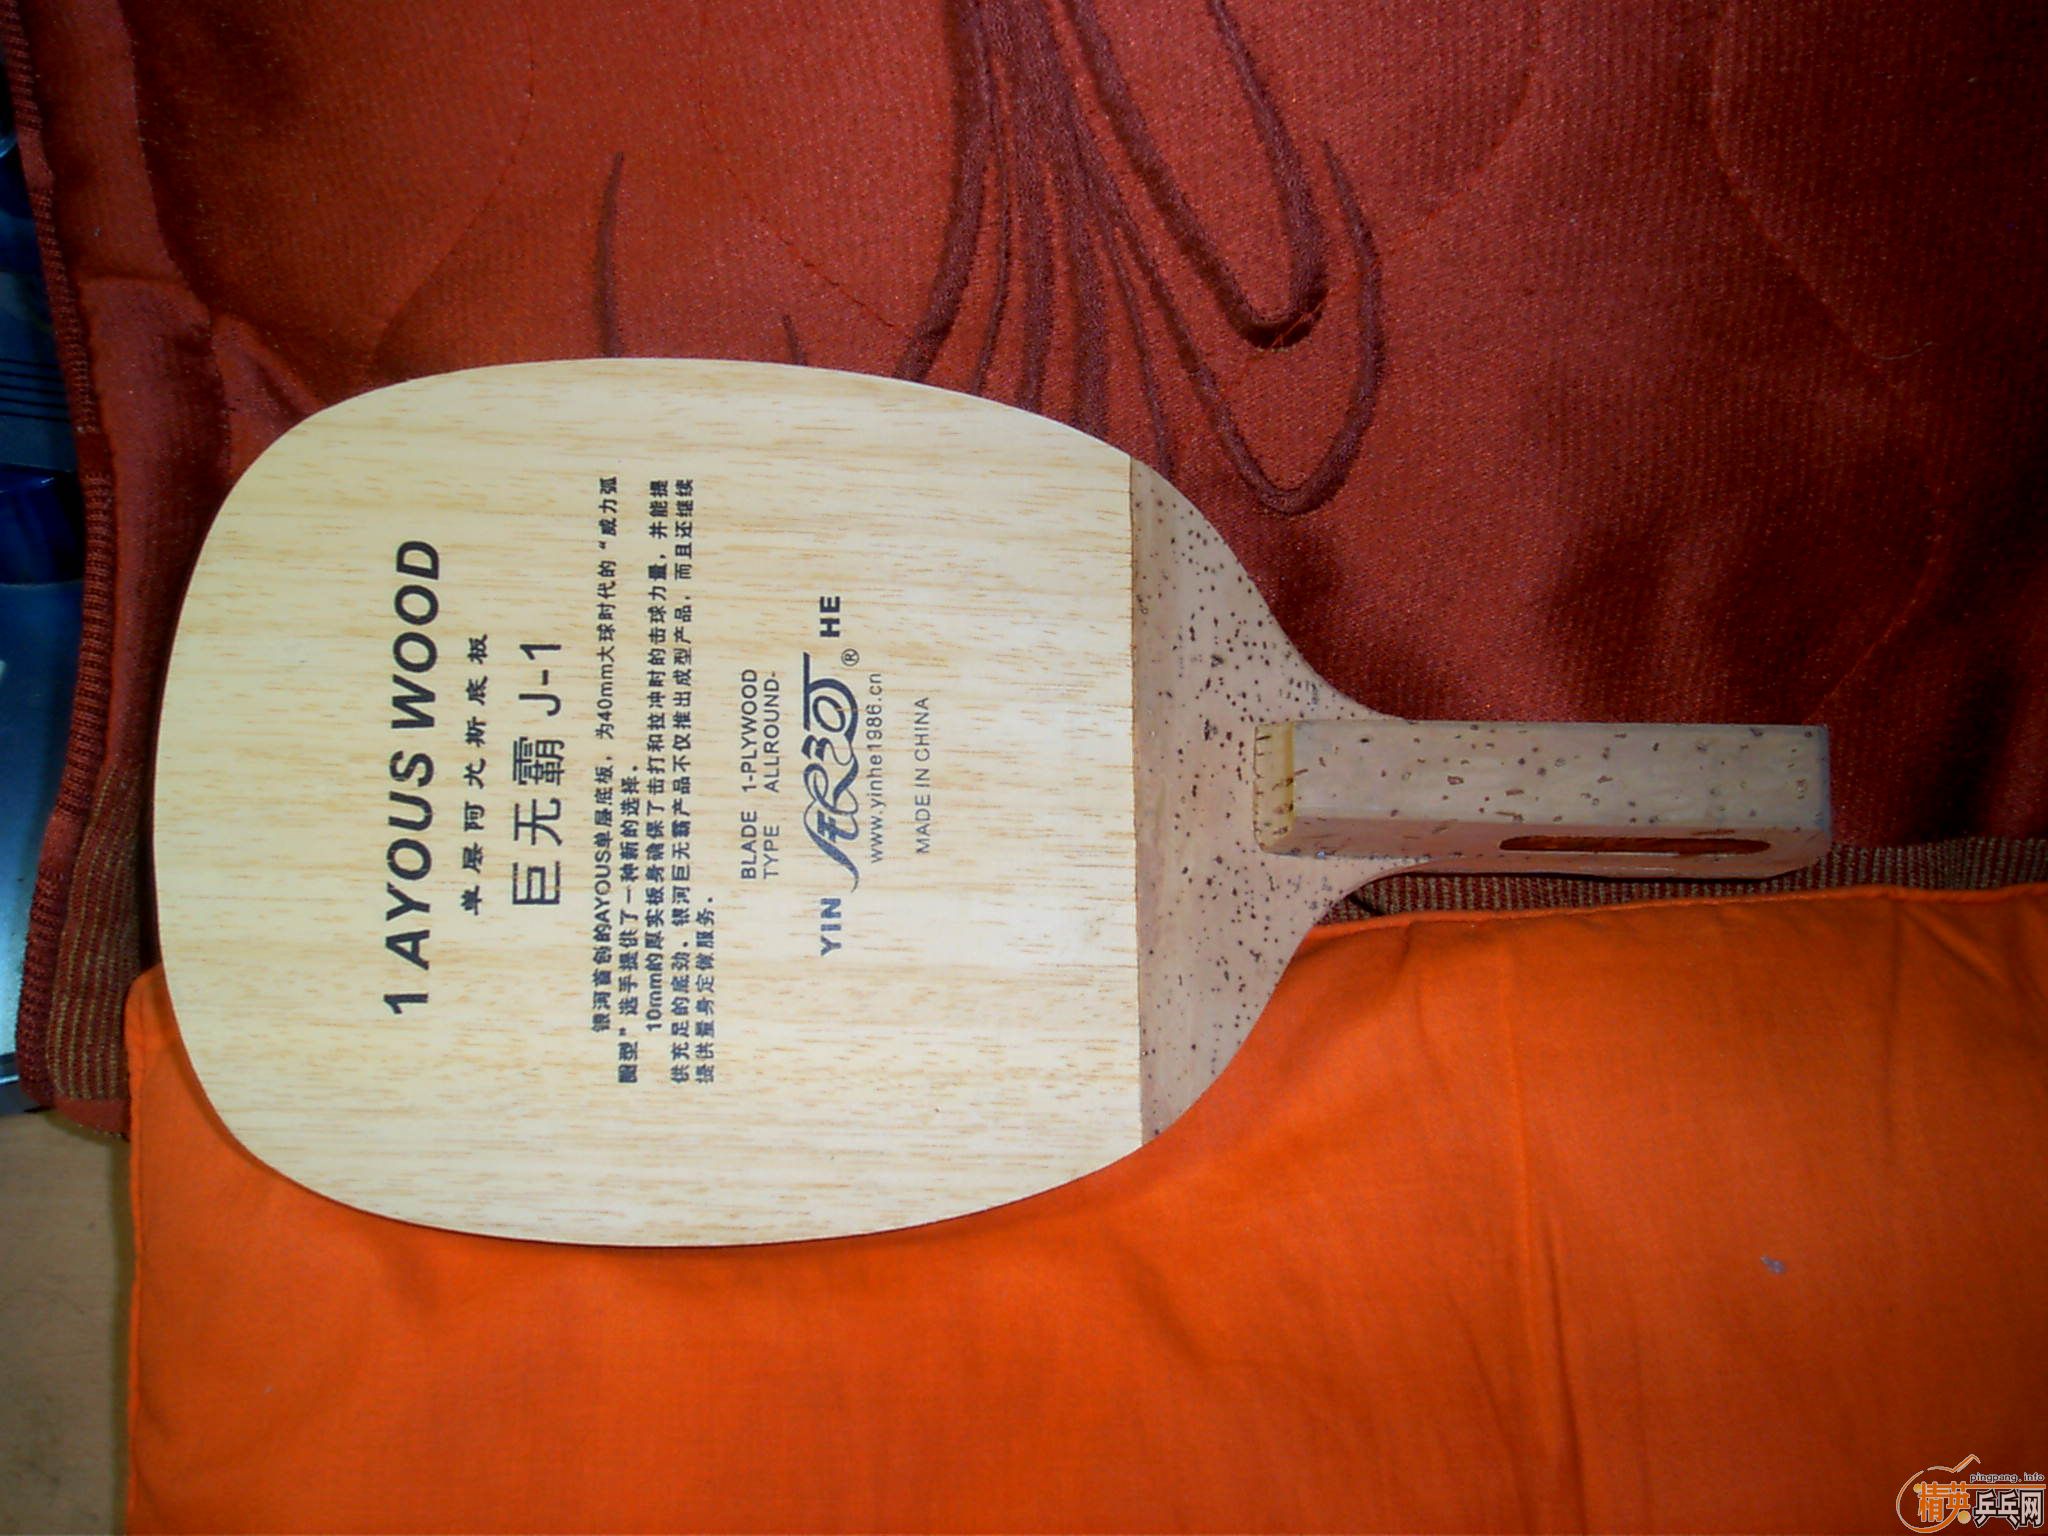 1 AYOUS WOOD
单层阿尤斯底板
巨无霸 J-1
银河首创的AYOUS单层底板，为40mm大球时代的“威力弧
圈型”选手提供了一种新的选择。
10mm的厚实板身确保了击打和拉冲时的击球力量，并能提
供充足的底劲。银河巨无霸产品不仅推出成型产品，而且还继续
提供量身定做服务。
BLADE 1-PLYWOOD
TYPE ALLROUND-
YIN HE
®
www.yinhe1986.cn
MADE IN CHINA
pingpang.info
精英乒乓网